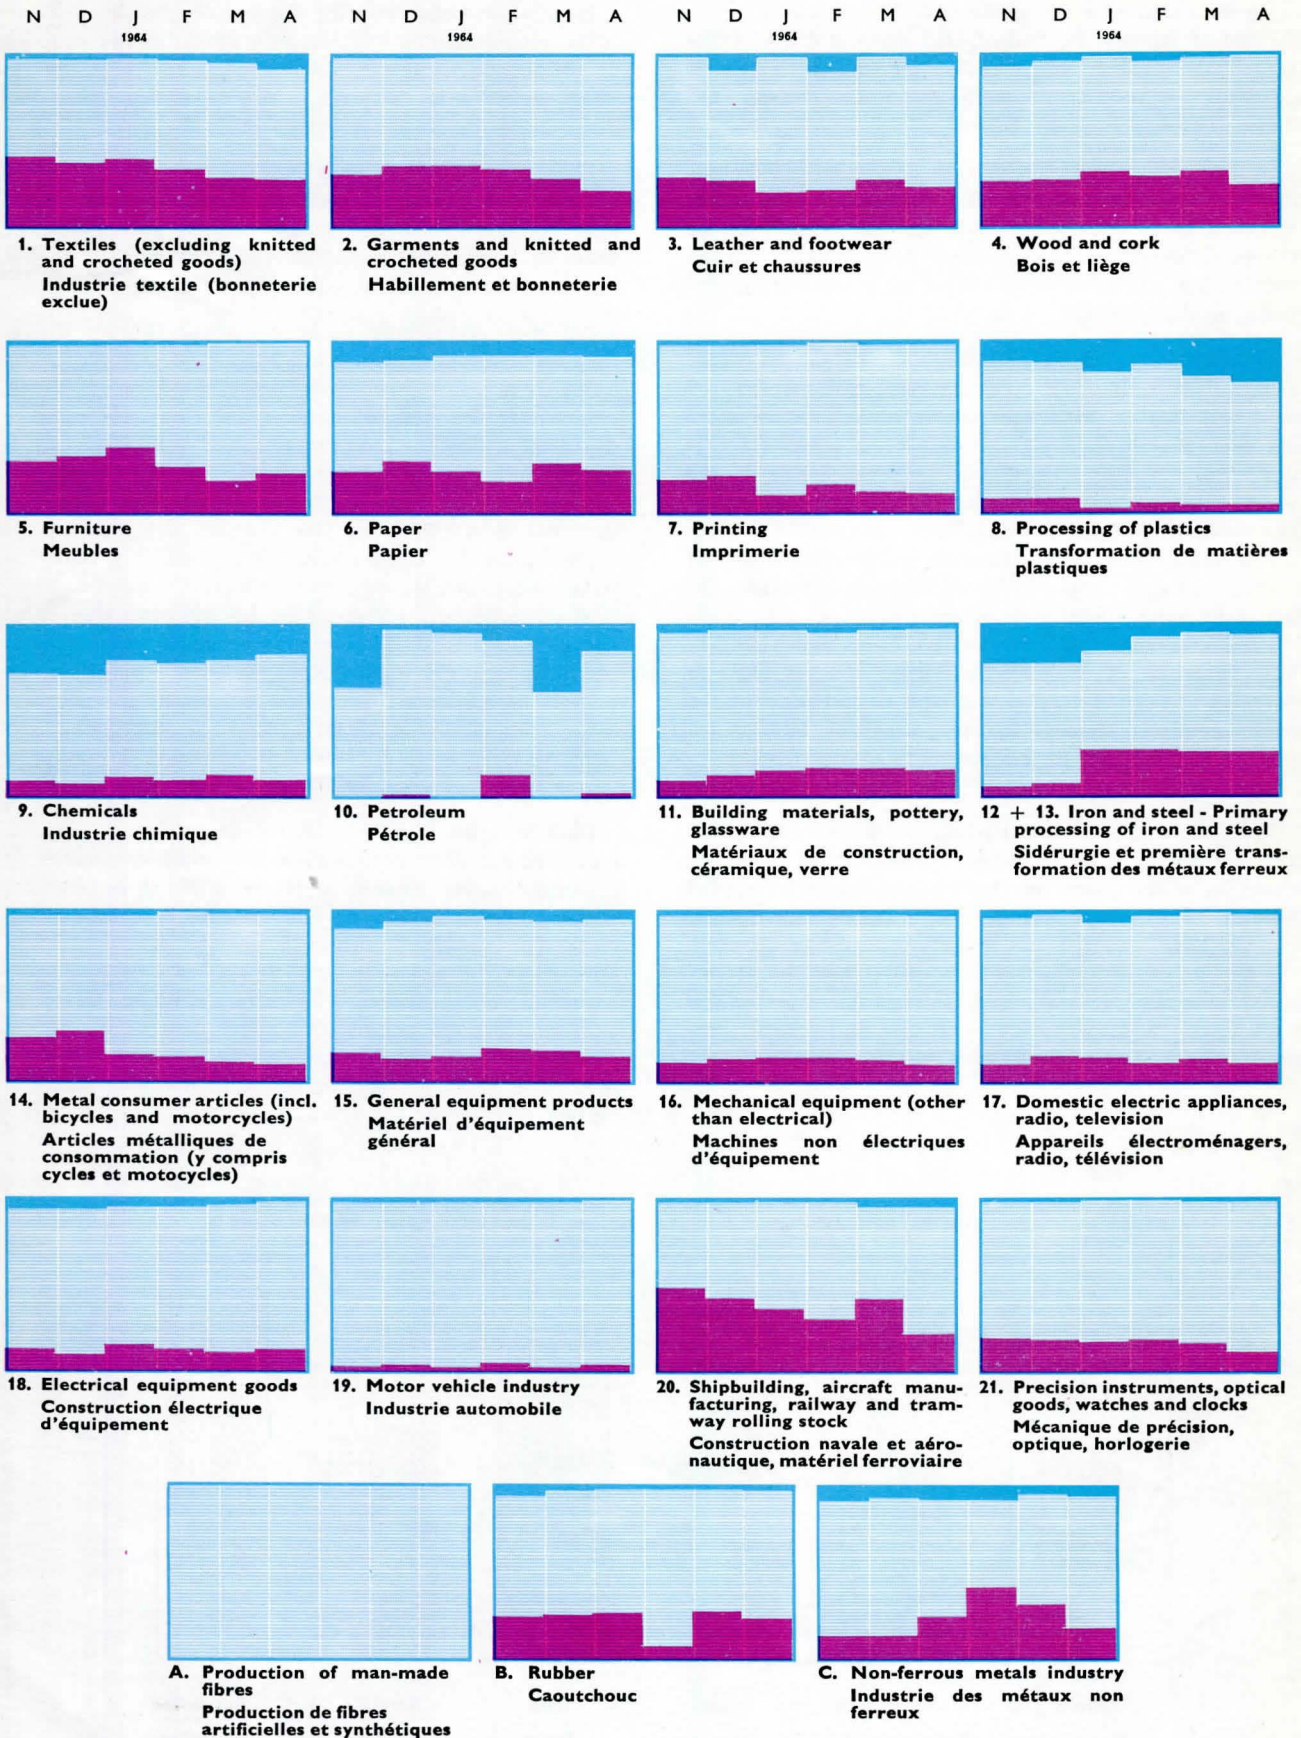 N D J F M A N D J F M A N D J F M A N D J F M A
1964 1964 1964 1964
1. Textiles (excluding knitted
and crocheted goods)
Industrie textile (bonneterie
exclue)
2. Garments and knitted and
crocheted goods
Habillement et bonneterie
3. Leather and footwear
Cuir et chaussures
4. Wood and cork
Bois et liège
5. Furniture
Meubles
6. Paper
Papier
7. Printing
Imprimerie
8. Processing of plastics
Transformation de matières
plastiques
9. Chemicals
Industrie chimique
10. Petroleum
Pétrole
11. Building materials, pottery,
glassware
Matériaux de construction,
céramique, verre
12 + 13. Iron and steel - Primary
processing of iron and steel
Sidérurgie et première trans-
formation des métaux ferreux
14. Metal consumer articles (incl.
bicycles and motorcycles)
Articles métalliques de
consommation (y compris
cycles et motocycles)
15. General equipment products
Matériel d'équipement
général
16. Mechanical equipment (other
than electrical)
Machines non électriques
d'équipement
17. Domestic electric appliances,
radio, television
Appareils électroménagers,
radio, télévision
18. Electrical equipment goods
Construction électrique
d'équipement
19. Motor vehicle industry
Industrie automobile
20. Shipbuilding, aircraft manu-
facturing, railway and tram-
way rolling stock
Construction navale et aéro-
nautique, matériel ferroviaire
21. Precision instruments, optical
goods, watches and clocks
Mécanique de précision,
optique, horlogerie
A. Production of man-made
fibres
Production de fibres
artificielles et synthétiques
B. Rubber
Caoutchouc
C. Non-ferrous metals industry
Industrie des métaux non
ferreux